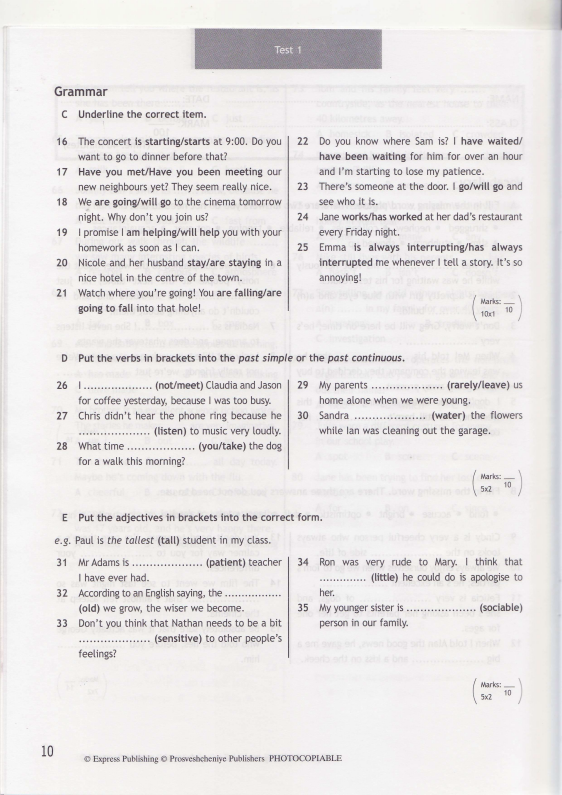 Test 1
Grammar
C Underline the correct item.
16 The concert is starting/starts at 9:00. Do you
want to go to dinner before that?
17 Have you met/Have you been meeting our
new neighbours yet? They seem really nice.
18 We are going/will go to the cinema tomorrow
night. Why don't you join us?
19 I promise I am helping/will help you with your
homework as soon as I can.
20 Nicole and her husband stay/are staying in a
nice hotel in the centre of the town.
21 Watch where you're going! You are falling/are
going to fall into that hole!
22 Do you know where Sam is? I have waited/
have been waiting for him for over an hour
and I'm starting to lose my patience.
23 There's someone at the door. I go/will go and
see who it is.
24 Jane works/has worked at her dad's restaurant
every Friday night.
25 Emma is always interrupting/has always
interrupted me whenever I tell a story. It's so
annoying!
Marks: __
10x1 10
D Put the verbs in brackets into the past simple or the past continuous.
26 I .................... (not/meet) Claudia and Jason
for coffee yesterday, because I was too busy.
27 Chris didn't hear the phone ring because he
.................... (listen) to music very loudly.
28 What time ................... (you/take) the dog
for a walk this morning?
29 My parents .................... (rarely/leave) us
home alone when we were young.
30 Sandra .................... (water) the flowers
while Ian was cleaning out the garage.
Marks: __
5x2 10
E Put the adjectives in brackets into the correct form.
e.g. Paul is the tallest (tall) student in my class.
31 Mr Adams is .................... (patient) teacher
I have ever had.
32 According to an English saying, the ................
(old) we grow, the wiser we become.
33 Don't you think that Nathan needs to be a bit
.................... (sensitive) to other people's
feelings?
34 Ron was very rude to Mary. I think that
............. (little) he could do is apologise to
her.
35 My younger sister is .................... (sociable)
person in our family.
Marks: __
5x2 10
10
© Express Publishing © Prosveshcheniye Publishers PHOTOCOPIABLE